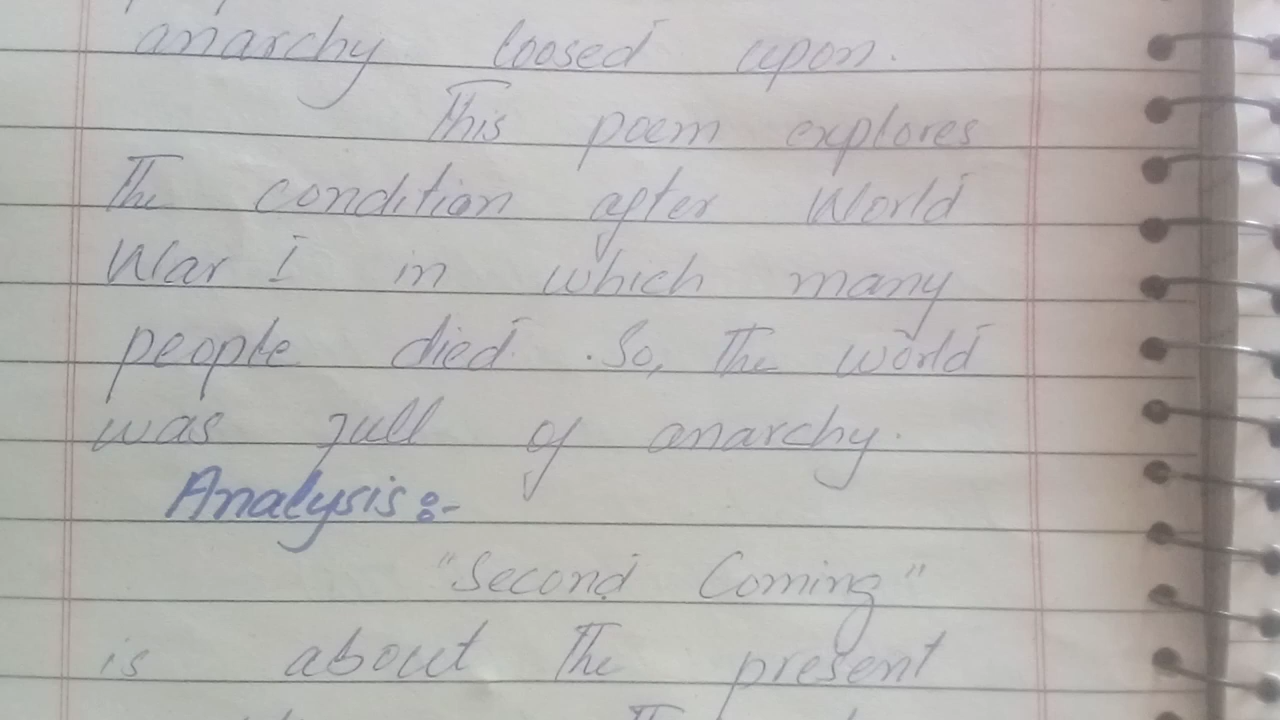 anarchy loosed upon.
This poem explores
The condition after World
War I in which many
people died. So, The world
was full of anarchy.
Analysis:-
"Second Coming"
is about The present